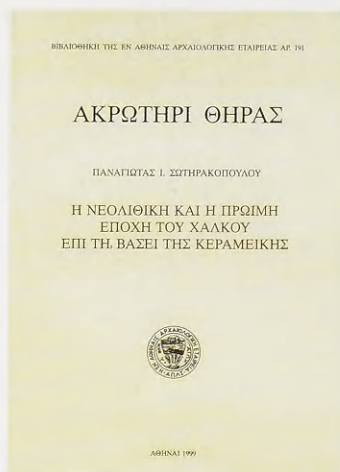 ΒΙΒΛΙΟΘΗΚΗ ΤΗΣ ΕΝ ΑΘΗΝΑΙΣ ΑΡΧΑΙΟΛΟΓΙΚΗΣ ΕΤΑΙΡΕΙΑΣ ΑΡ. 191
ΑΚΡΩΤΗΡΙ ΘΗΡΑΣ
ΠΑΝΑΓΙΩΤΑΣ Ι. ΣΩΤΗΡΑΚΟΠΟΥΛΟΥ
Η ΝΕΟΛΙΘΙΚΗ ΚΑΙ Η ΠΡΩΙΜΗ
ΕΠΟΧΗ ΤΟΥ ΧΑΛΚΟΥ
ΕΠΙ ΤΗι ΒΑΣΕΙ ΤΗΣ ΚΕΡΑΜΕΙΚΗΣ
ΑΘΗΝΑΙ 1999